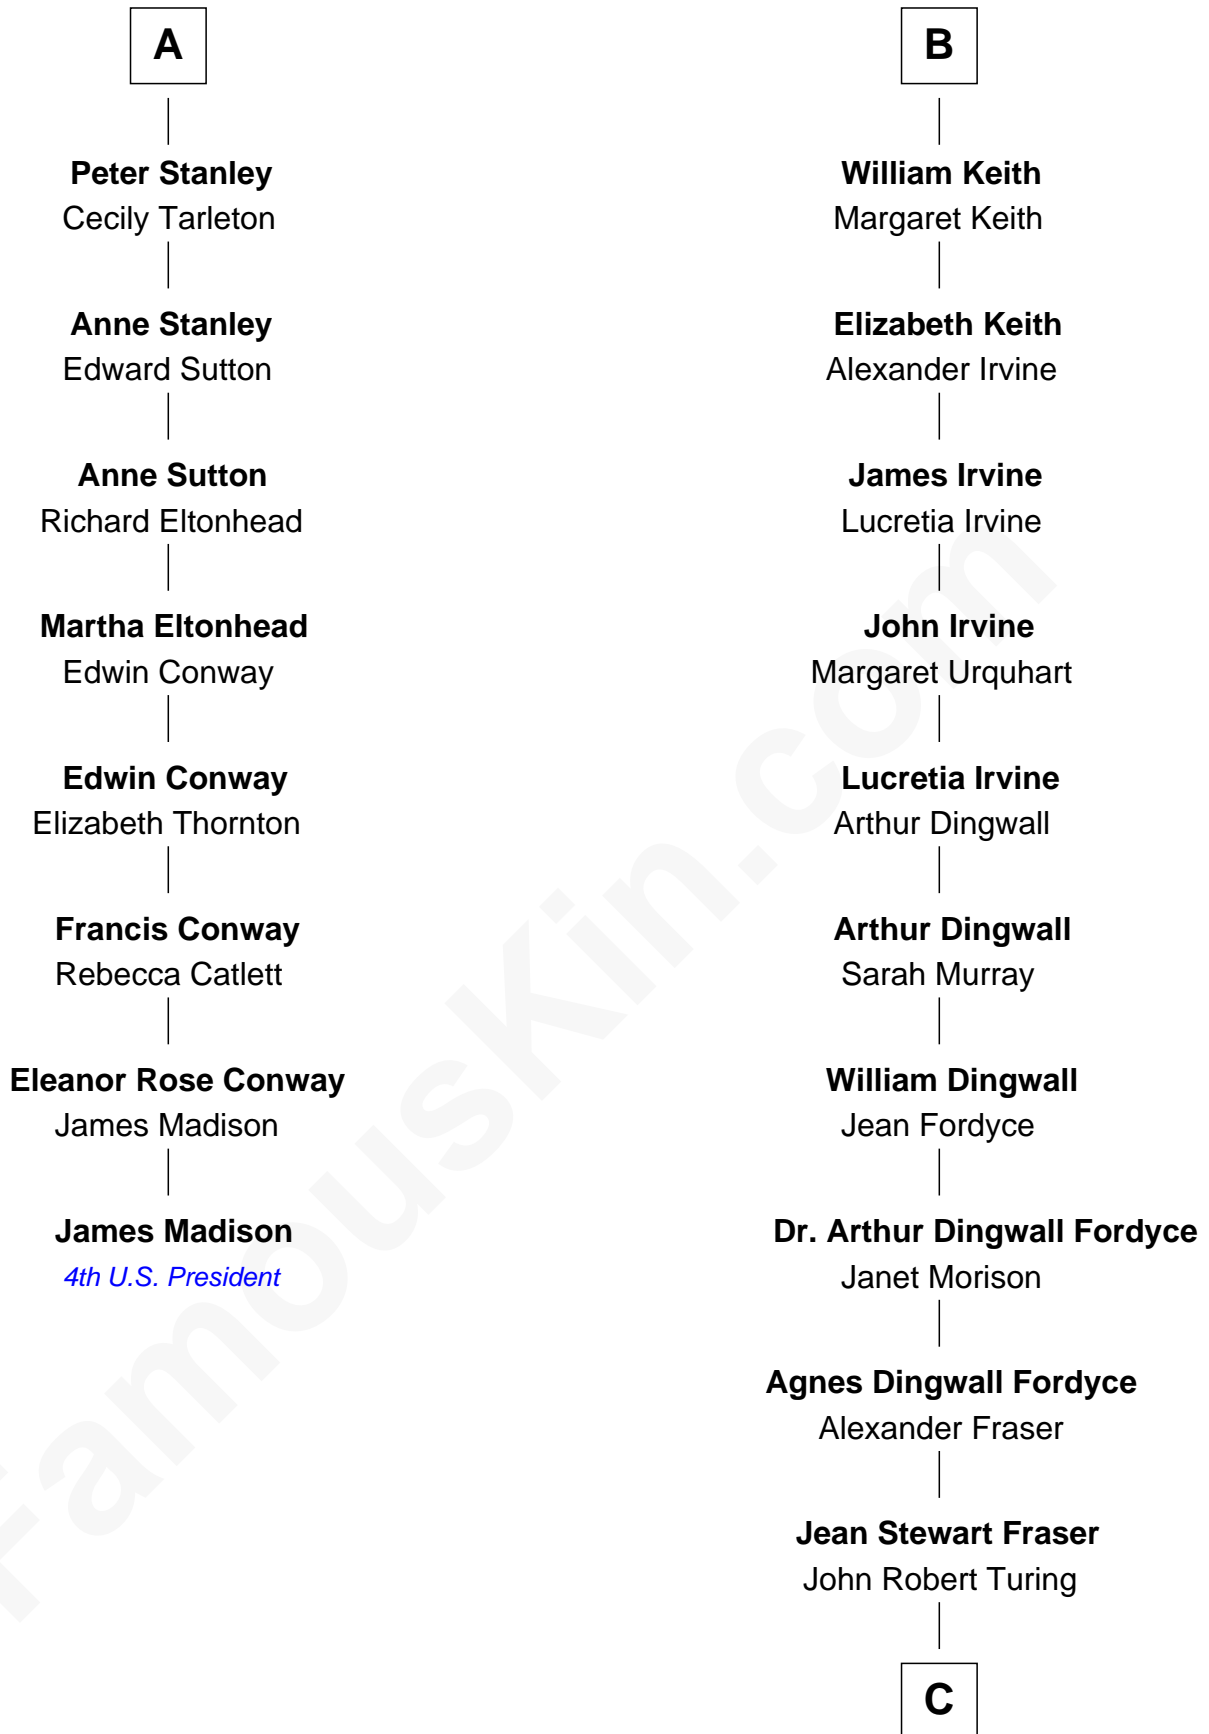 A
Peter Stanley
Cecily Tarleton
Anne Stanley
Edward Sutton
Anne Sutton
Richard Eltonhead
Martha Eltonhead
Edwin Conway
Edwin Conway
Elizabeth Thornton
Francis Conway
Rebecca Catlett
Eleanor Rose Conway
James Madison
James Madison
4th U.S. President
B
William Keith
Margaret Keith
Elizabeth Keith
Alexander Irvine
James Irvine
Lucretia Irvine
John Irvine
Margaret Urquhart
Lucretia Irvine
Arthur Dingwall
Arthur Dingwall
Sarah Murray
William Dingwall
Jean Fordyce
Dr. Arthur Dingwall Fordyce
Janet Morison
Agnes Dingwall Fordyce
Alexander Fraser
Jean Stewart Fraser
John Robert Turing
C
FamousKin.com